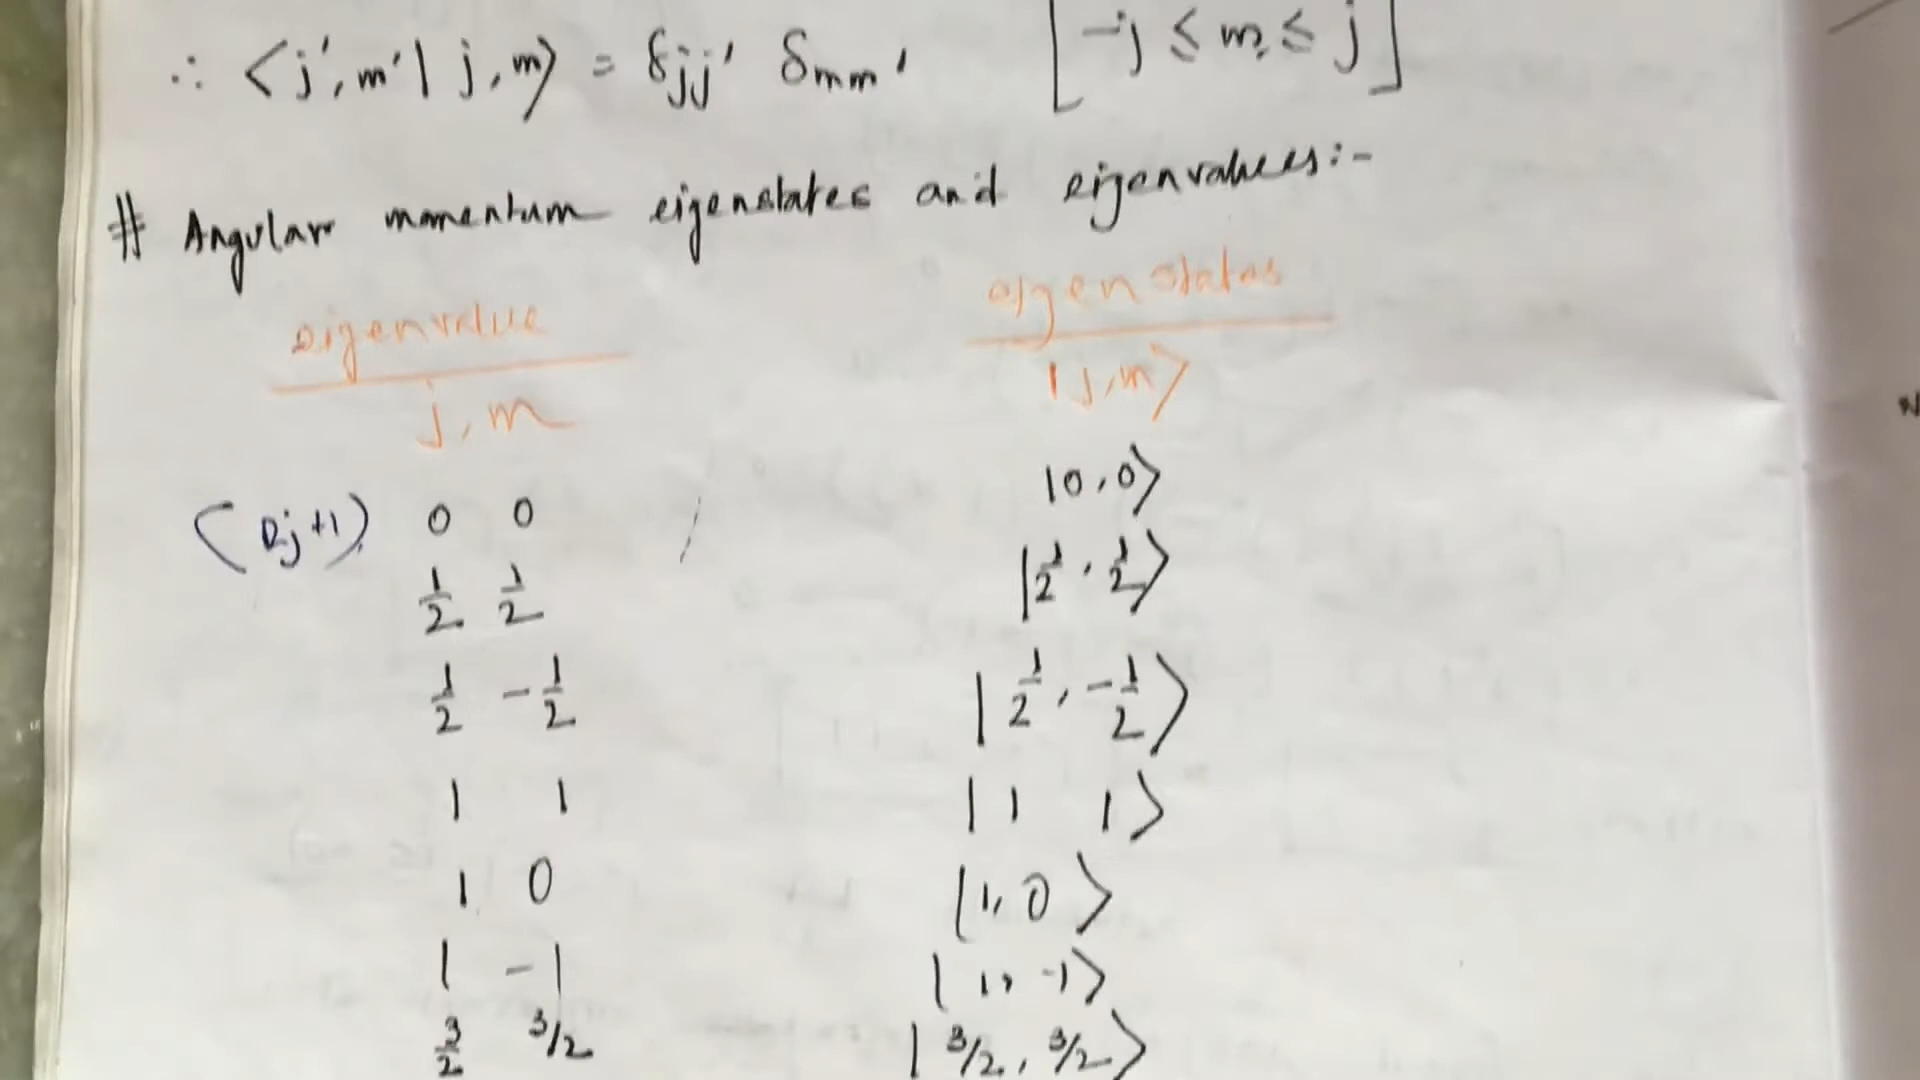 ∴ ⟨j', m' | j, m⟩ = δjj' δmm' [-j ≤ m ≤ j]
# Angular momentum eigenstates and eigenvalues:-
eigenvalue eigenstates
j, m |j, m⟩
(2j+1) 0 0 |0, 0⟩
1/2 1/2 |1/2, 1/2⟩
1/2 -1/2 |1/2, -1/2⟩
1 1 |1 1⟩
1 0 |1, 0⟩
1 -1 |1, -1⟩
3/2 3/2 |3/2, 3/2⟩